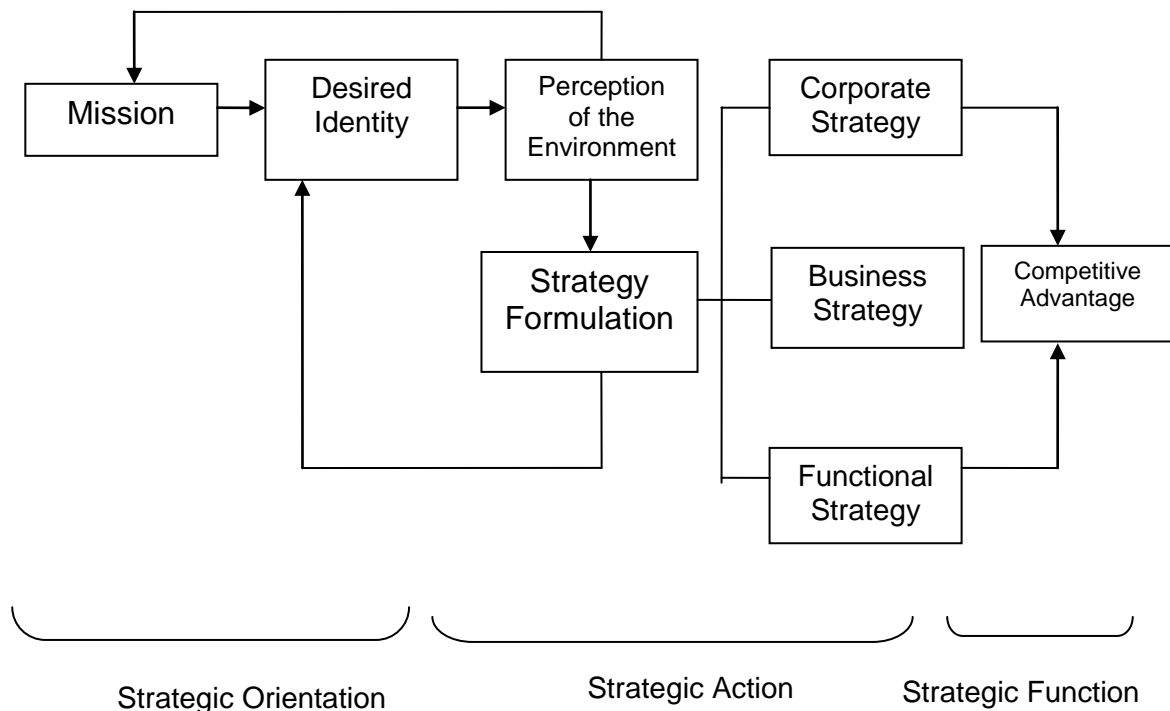 Mission
Desired
Identity
Perception
of the
Environment
Corporate
Strategy
Strategy
Formulation
Business
Strategy
Competitive
Advantage
Functional
Strategy
Strategic Orientation
Strategic Action
Strategic Function